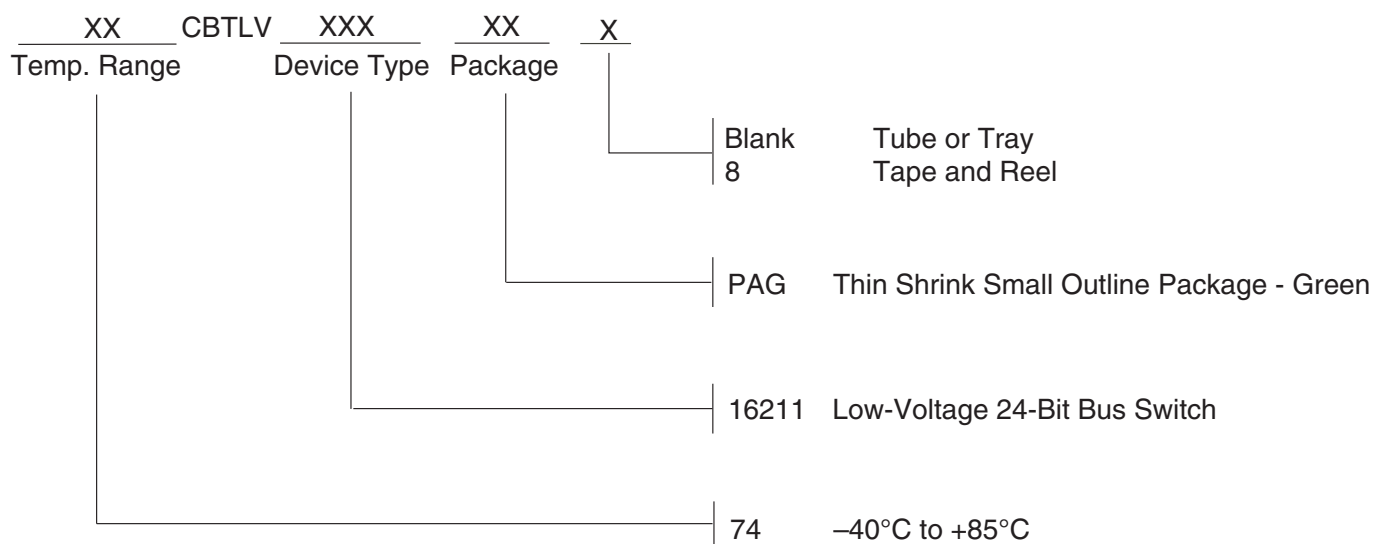 XX CBTLV XXX XX X
Temp. Range Device Type Package
Blank Tube or Tray
8 Tape and Reel
PAG Thin Shrink Small Outline Package - Green
16211 Low-Voltage 24-Bit Bus Switch
74 –40°C to +85°C